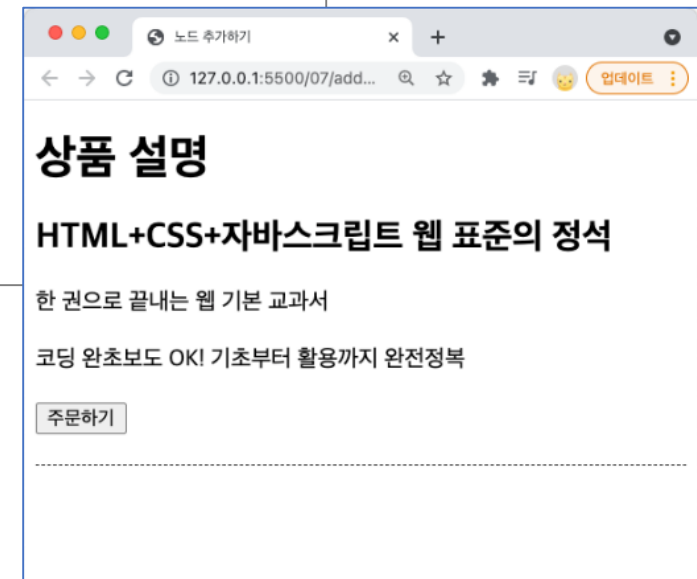 노드 추가하기
127.0.0.1:5500/07/add...
업데이트
상품 설명
HTML+CSS+자바스크립트 웹 표준의 정석
한 권으로 끝내는 웹 기본 교과서
코딩 완초보도 OK! 기초부터 활용까지 완전정복
주문하기